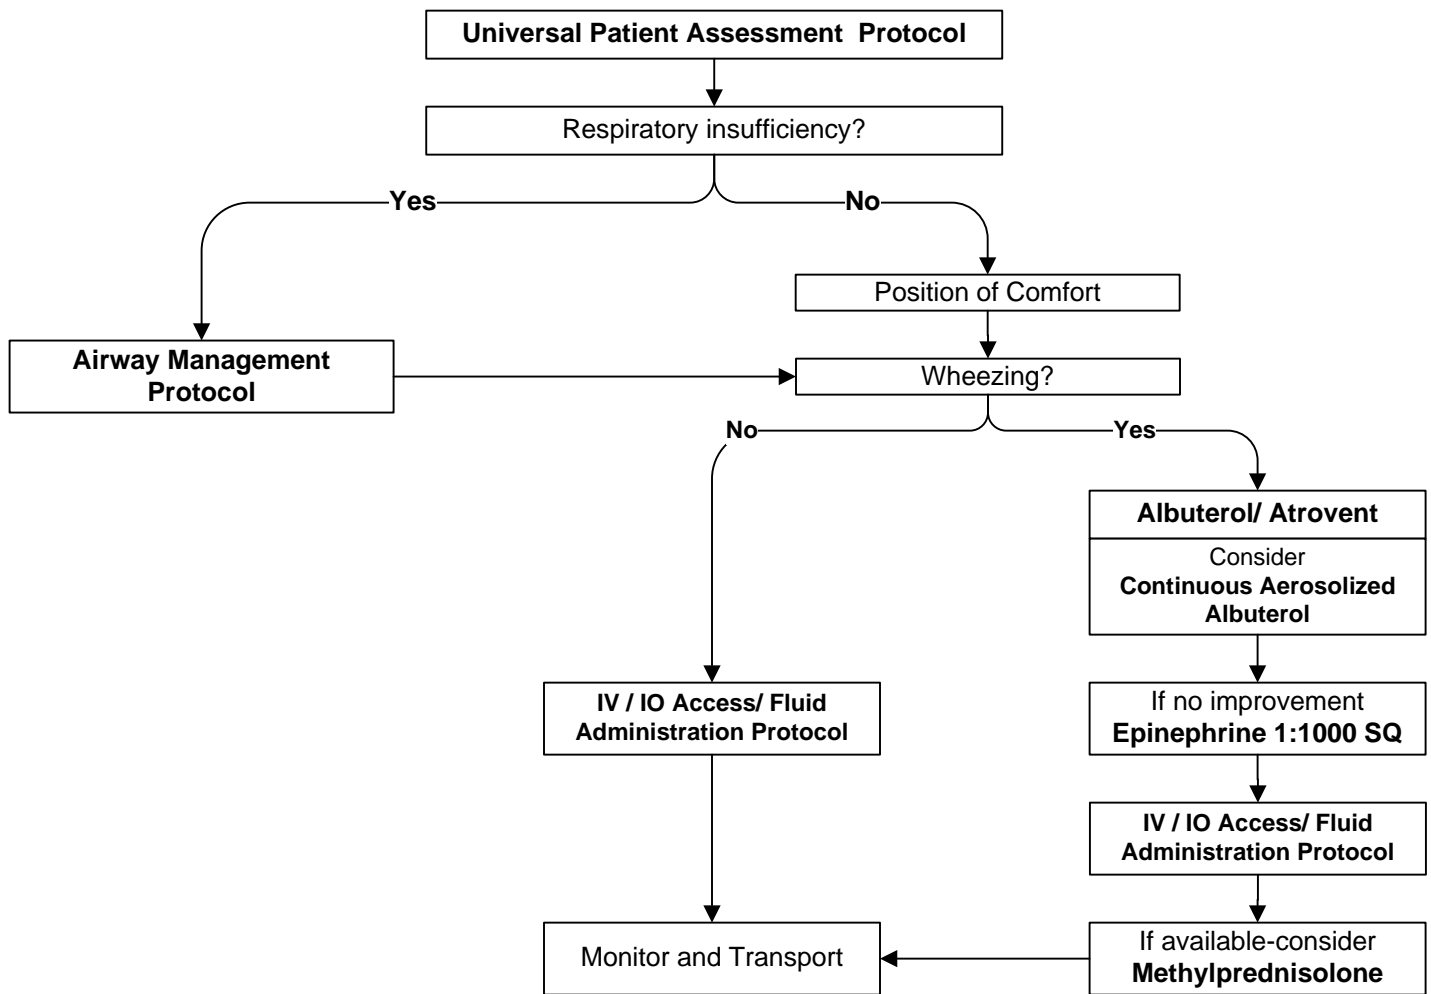 Universal Patient Assessment  Protocol
Respiratory insufficiency?
Yes
No
Position of Comfort
Airway Management
Protocol
Wheezing?
No
Yes
Albuterol/ Atrovent
Consider
Continuous Aerosolized
Albuterol
IV / IO Access/ Fluid
Administration Protocol
If no improvement
Epinephrine 1:1000 SQ
IV / IO Access/ Fluid
Administration Protocol
Monitor and Transport
If available-consider
Methylprednisolone